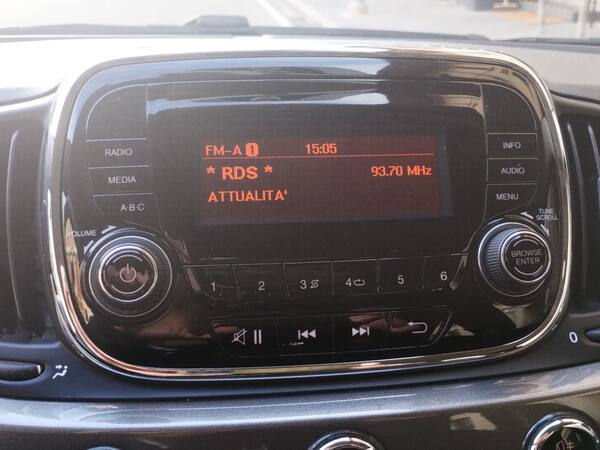 FM-A 1 15:05
* RDS * 93.70 MHz
ATTUALITA'
RADIO
MEDIA
A·B·C
INFO
AUDIO
MENU
VOLUME
TUNE
SCROLL
BROWSE
ENTER
1 2 3 4 5 6
0